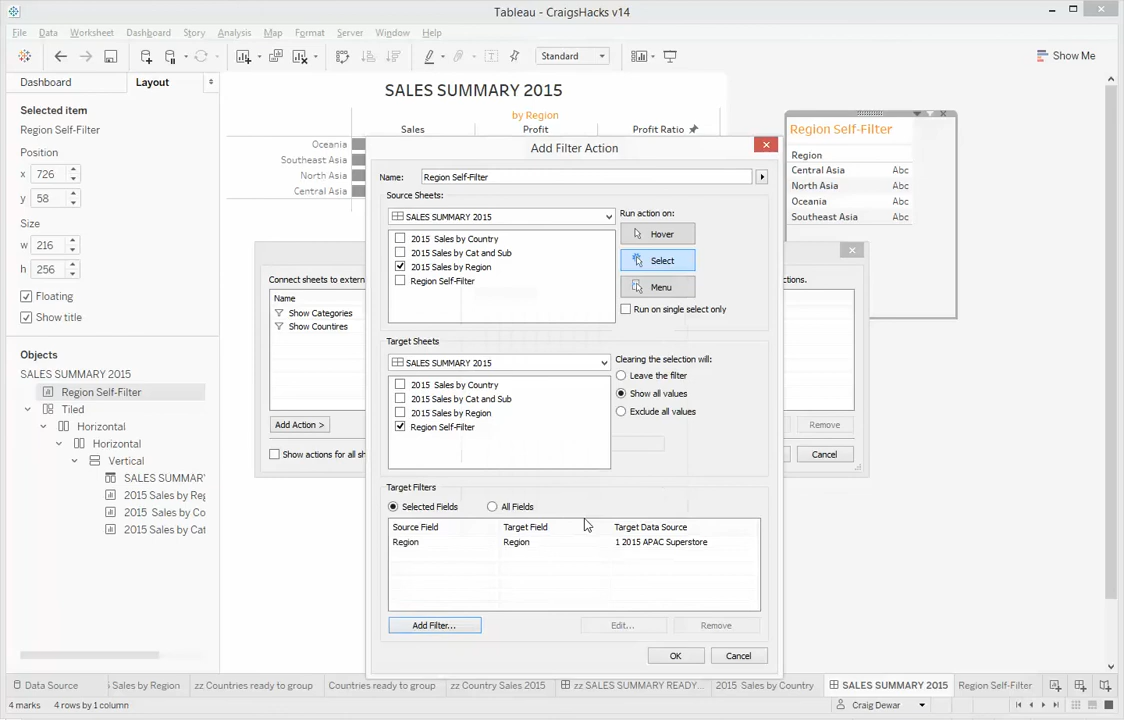 Tableau - CraigsHacks v14
File Data Worksheet Dashboard Story Analysis Map Format Server Window Help
Standard
Show Me
Dashboard
Layout
Selected item
Region Self-Filter
Position
x 726
y 58
Size
w 216
h 256
Floating
Show title
Objects
SALES SUMMARY 2015
Region Self-Filter
Tiled
Horizontal
Horizontal
Vertical
SALES SUMMARY
2015 Sales by Reg
2015 Sales by Co
2015 Sales by Cat
SALES SUMMARY 2015
by Region
Sales Profit Profit Ratio
Oceania
Southeast Asia
North Asia
Central Asia
Region Self-Filter
Region
Central Asia Abc
North Asia Abc
Oceania Abc
Southeast Asia Abc
Connect sheets to extern
ctions.
Name
Show Categories
Show Countires
Add Action >
Remove
Show actions for all sh
Cancel
Add Filter Action
Name: Region Self-Filter
Source Sheets:
SALES SUMMARY 2015
2015 Sales by Country
2015 Sales by Cat and Sub
2015 Sales by Region
Region Self-Filter
Run action on:
Hover
Select
Menu
Run on single select only
Target Sheets
SALES SUMMARY 2015
2015 Sales by Country
2015 Sales by Cat and Sub
2015 Sales by Region
Region Self-Filter
Clearing the selection will:
Leave the filter
Show all values
Exclude all values
Target Filters
Selected Fields All Fields
Source Field Target Field Target Data Source
Region Region 1 2015 APAC Superstore
Add Filter... Edit... Remove
OK Cancel
Data Source Sales by Region zz Countries ready to group Countries ready to group zz Country Sales 2015 zz SALES SUMMARY READY... 2015 Sales by Country SALES SUMMARY 2015 Region Self-Filter
4 marks 4 rows by 1 column Craig Dewar